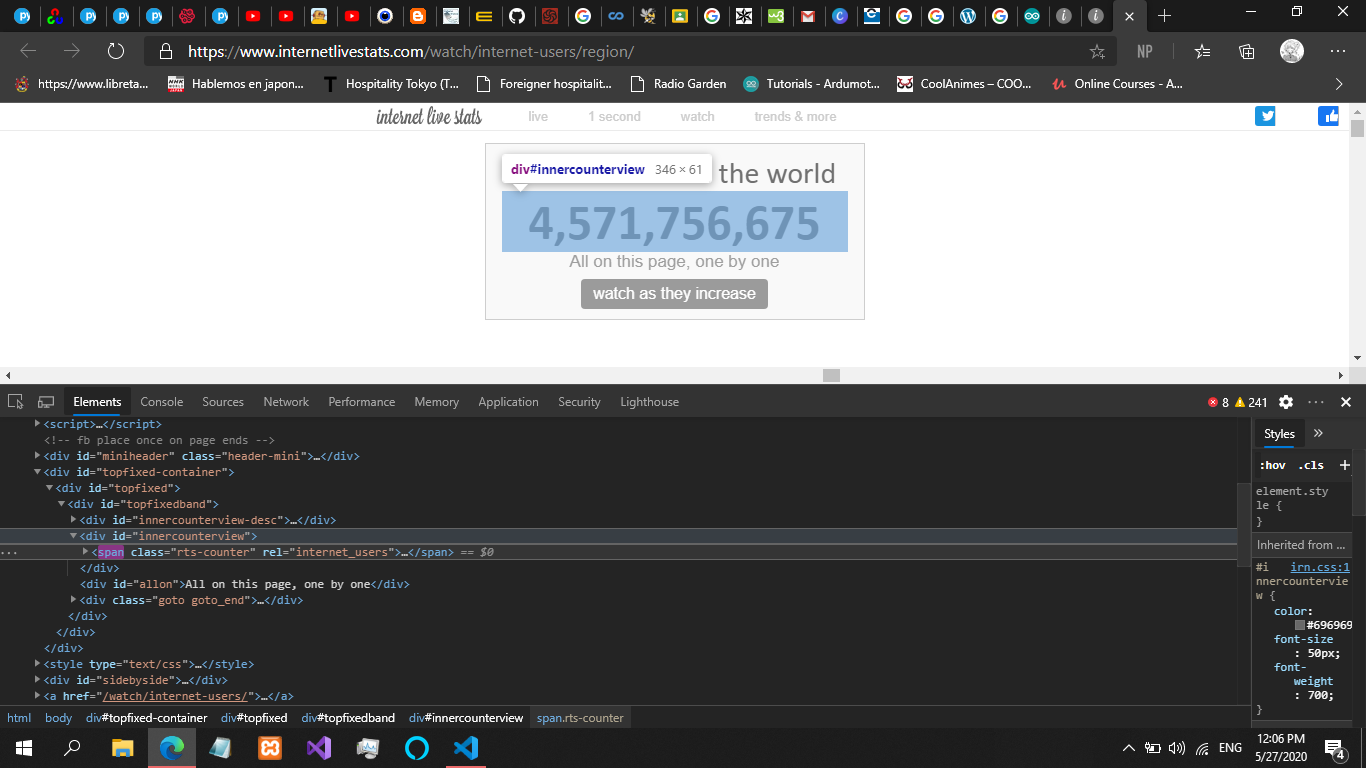 https://www.internetlivestats.com/watch/internet-users/region/
NP
https://www.libreta...
Hablemos en japon...
Hospitality Tokyo (T...
Foreigner hospitalit...
Radio Garden
Tutorials - Ardumot...
CoolAnimes – COO...
Online Courses - A...
internet live stats
live
1 second
watch
trends & more
div#innercounterview 346 × 61
the world
4,571,756,675
All on this page, one by one
watch as they increase
Elements
Console
Sources
Network
Performance
Memory
Application
Security
Lighthouse
8
241
<script>…</script>
<!-- fb place once on page ends -->
<div id="miniheader" class="header-mini">…</div>
<div id="topfixed-container">
<div id="topfixed">
<div id="topfixedband">
<div id="innercounterview-desc">…</div>
<div id="innercounterview">
... <span class="rts-counter" rel="internet_users">…</span> == $0
</div>
<div id="allon">All on this page, one by one</div>
<div class="goto goto_end">…</div>
</div>
</div>
</div>
<style type="text/css">…</style>
<div id="sidebyside">…</div>
<a href="/watch/internet-users/">…</a>
Styles »
:hov .cls +
element.sty
le {
}
Inherited from ...
#i irn.css:1
nnercountervie
w {
color:
#696969
font-size
: 50px;
font-
weight
: 700;
}
html body div#topfixed-container div#topfixed div#topfixedband div#innercounterview span.rts-counter
ENG
12:06 PM
5/27/2020
4